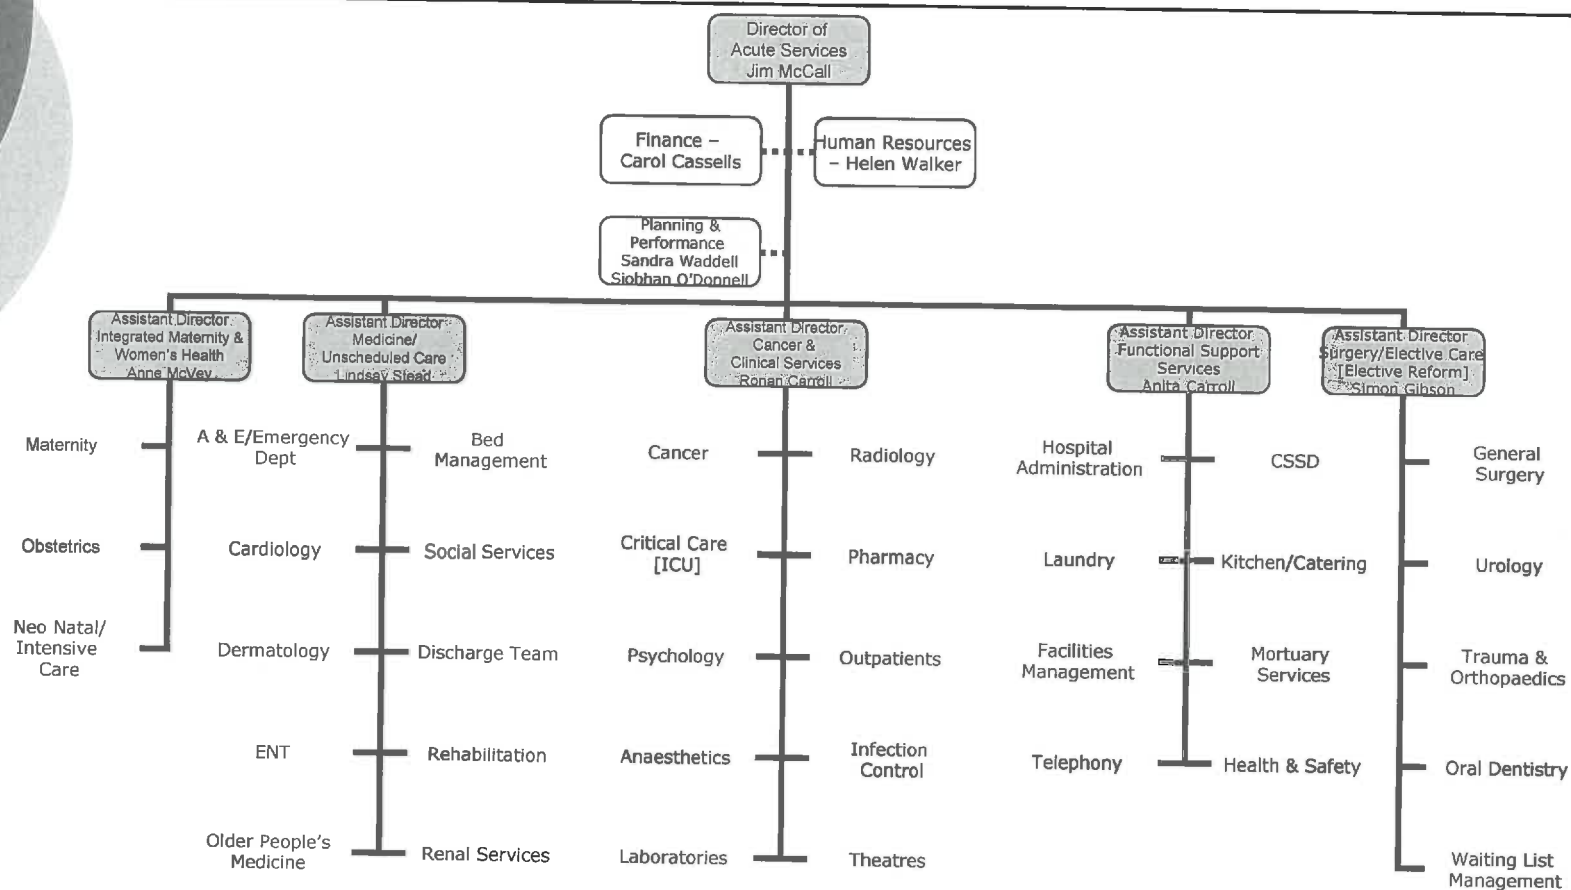 Director of
Acute Services
Jim McCall
Finance –
Carol Cassells
Human Resources
– Helen Walker
Planning &
Performance
Sandra Waddell
Siobhan O'Donnell
Assistant Director
Integrated Maternity &
Women's Health
Anne McVey
Assistant Director
Medicine/
Unscheduled Care
Lindsay Stead
Assistant Director
Cancer &
Clinical Services
Ronan Carroll
Assistant Director
Functional Support
Services
Anita Carroll
Assistant Director
Surgery/Elective Care
[Elective Reform]
Simon Gibson
Maternity
Obstetrics
Neo Natal/
Intensive
Care
A & E/Emergency
Dept
Bed
Management
Cardiology
Social Services
Dermatology
Discharge Team
ENT
Rehabilitation
Older People's
Medicine
Renal Services
Cancer
Radiology
Critical Care
[ICU]
Pharmacy
Psychology
Outpatients
Anaesthetics
Infection
Control
Laboratories
Theatres
Hospital
Administration
CSSD
Laundry
Kitchen/Catering
Facilities
Management
Mortuary
Services
Telephony
Health & Safety
General
Surgery
Urology
Trauma &
Orthopaedics
Oral Dentistry
Waiting List
Management